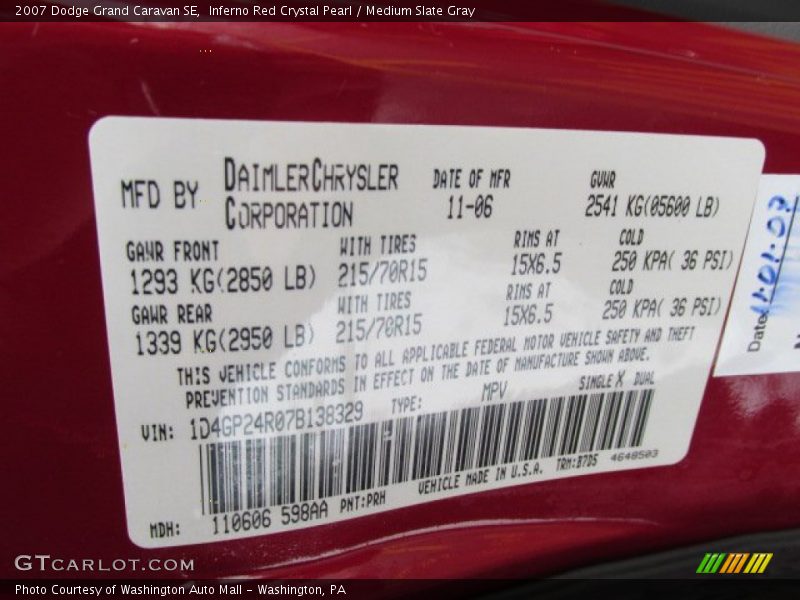 2007 Dodge Grand Caravan SE, Inferno Red Crystal Pearl / Medium Slate Gray
MFD BY DAIMLERCHRYSLER CORPORATION
DATE OF MFR 11-06
GVWR 2541 KG(05600 LB)
GAWR FRONT WITH TIRES RIMS AT COLD
1293 KG(2850 LB) 215/70R15 15X6.5 250 KPA( 36 PSI)
GAWR REAR WITH TIRES RIMS AT COLD
1339 KG(2950 LB) 215/70R15 15X6.5 250 KPA( 36 PSI)
THIS VEHICLE CONFORMS TO ALL APPLICABLE FEDERAL MOTOR VEHICLE SAFETY AND THEFT
PREVENTION STANDARDS IN EFFECT ON THE DATE OF MANUFACTURE SHOWN ABOVE.
VIN: 1D4GP24R07B138329 TYPE: MPV SINGLE X DUAL
MDH: 110606 598AA PNT:PRH VEHICLE MADE IN U.S.A. TRM:B7D5 4648503
Date
GTCARLOT.COM
Photo Courtesy of Washington Auto Mall - Washington, PA